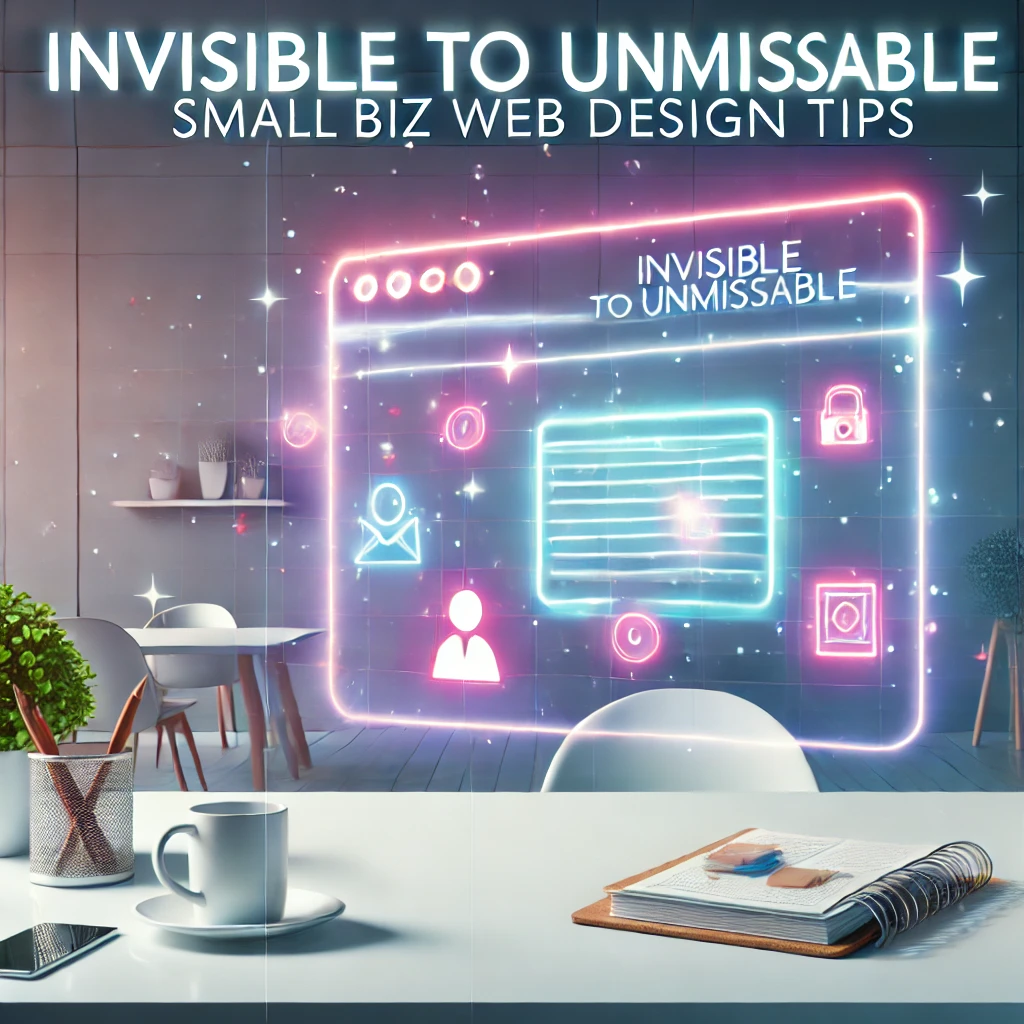 INVISIBLE TO UNMISSABLE
SMALL BIZ WEB DESIGN TIPS
INVISIBLE
TO UNMISSABLE